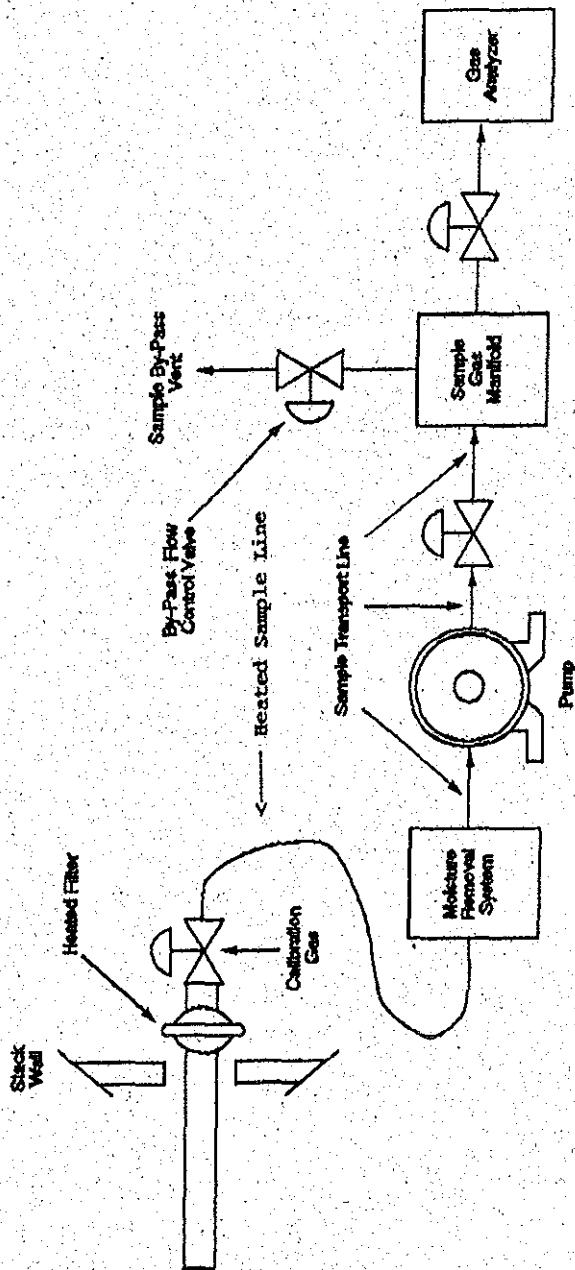 Stack
Wall
Heated Filter
Calibration
Gas
<---- Heated Sample Line
By-Pass Flow
Control Valve
Sample By-Pass
Vent
Sample Transport Line
Moisture
Removal
System
Pump
Sample
Gas
Manifold
Gas
Analyzer